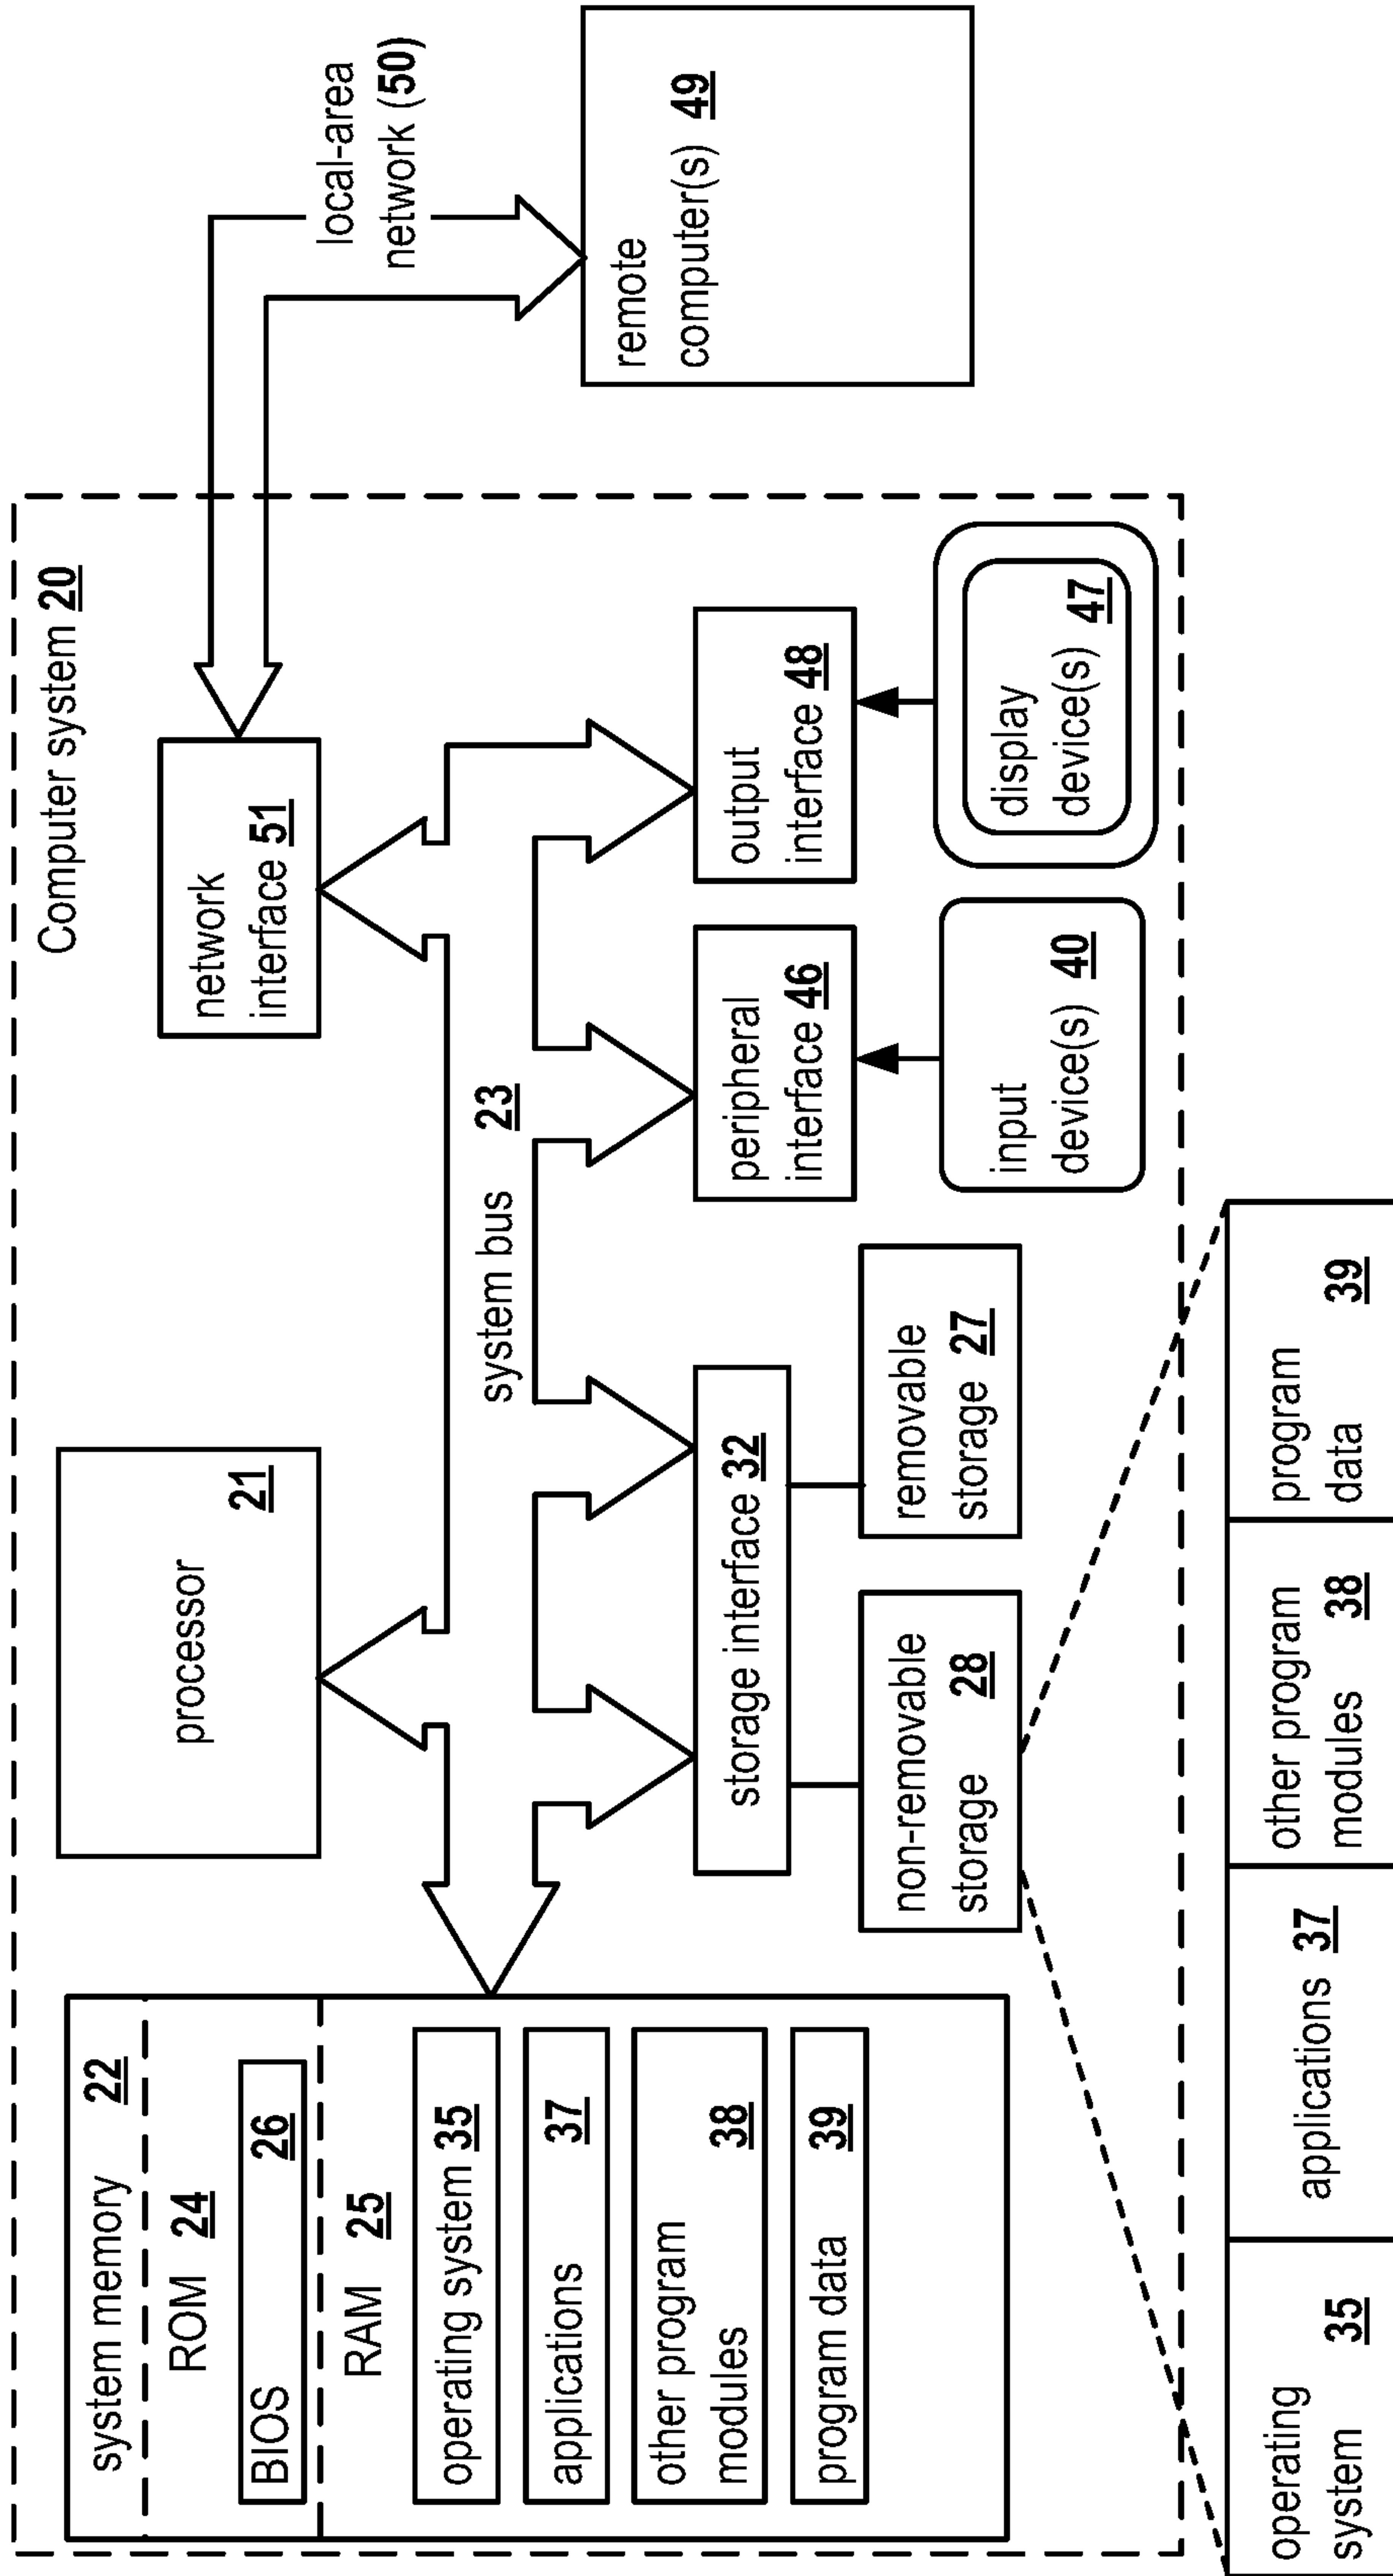 Computer system 20
system memory 22
ROM 24
BIOS 26
RAM 25
operating system 35
applications 37
other program
modules 38
program data 39
processor
21
network
interface 51
local-area
network (50)
system bus 23
storage interface 32
non-removable
storage 28
removable
storage 27
peripheral
interface 46
output
interface 48
input
device(s) 40
display
device(s) 47
remote
computer(s) 49
operating
system 35
applications 37
other program
modules 38
program
data 39